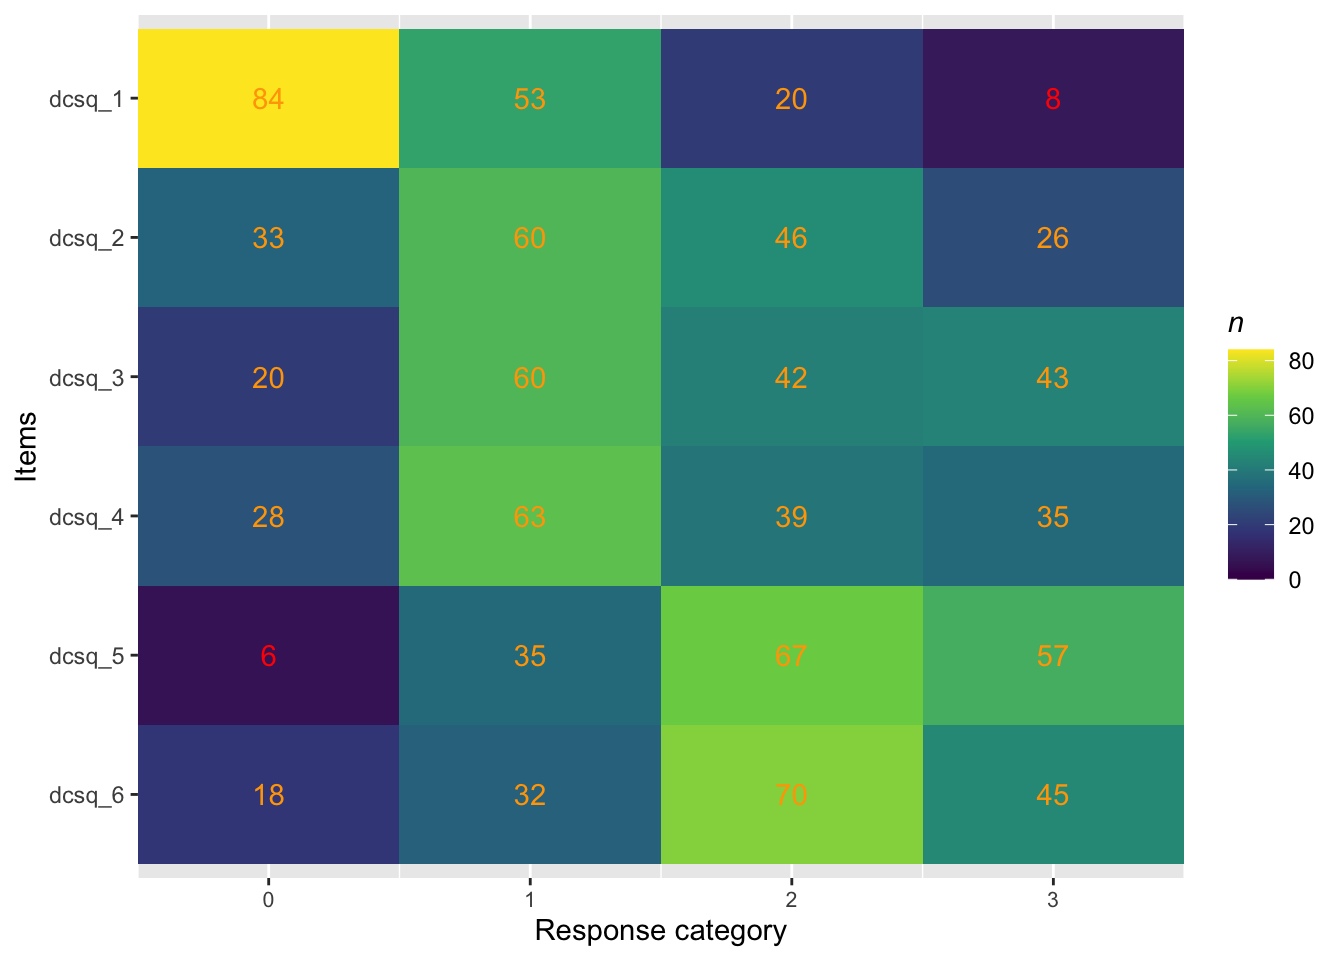 dcsq_1 84 53 20 8
dcsq_2 33 60 46 26
dcsq_3 20 60 42 43
dcsq_4 28 63 39 35
dcsq_5 6 35 67 57
dcsq_6 18 32 70 45
0 1 2 3
Response category
Items
n
80
60
40
20
0